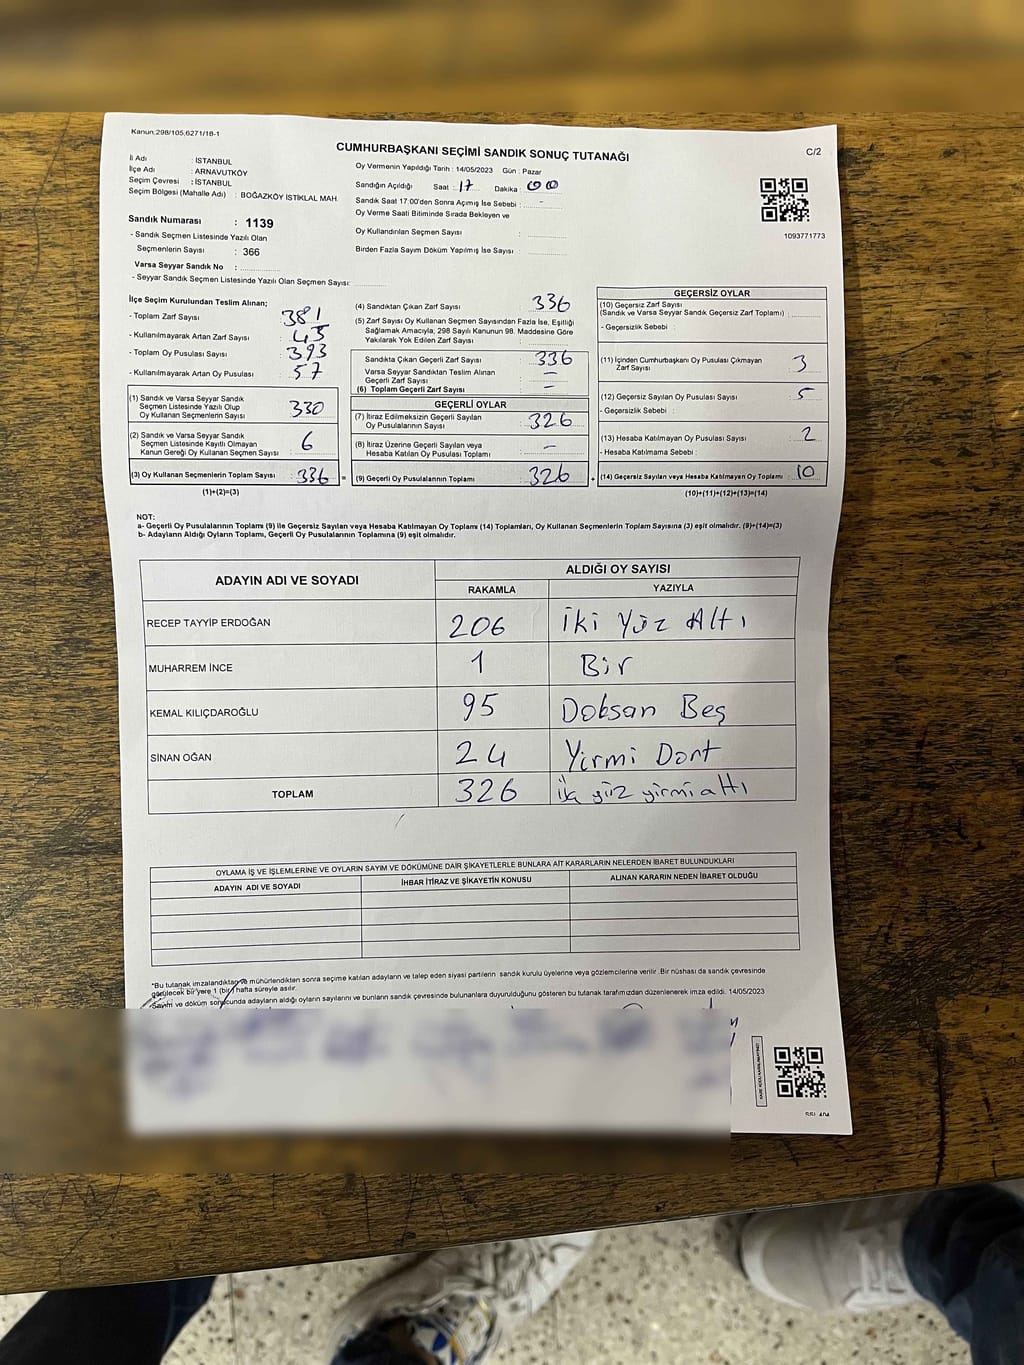 Kanun,298/105,6271/18-1
CUMHURBAŞKANI SEÇİMİ SANDIK SONUÇ TUTANAĞI
C/2
İl Adı : İSTANBUL
İlçe Adı : ARNAVUTKÖY
Seçim Çevresi : İSTANBUL
Seçim Bölgesi (Mahalle Adı) : BOĞAZKÖY İSTİKLAL MAH.
Sandık Numarası : 1139
- Sandık Seçmen Listesinde Yazılı Olan
Seçmenlerin Sayısı : 366
Varsa Seyyar Sandık No :
- Seyyar Sandık Seçmen Listesinde Yazılı Olan Seçmen Sayısı:
Oy Vermenin Yapıldığı Tarih : 14/05/2023 Gün : Pazar
Sandığın Açıldığı Saat : 17 Dakika : 00
Sandık Saat 17.00'den Sonra Açımış İse Sebebi : -
Oy Verme Saati Bitiminde Sırada Bekleyen ve
Oy Kullandırılan Seçmen Sayısı :
Birden Fazla Sayım Döküm Yapılmış İse Sayısı :
1093771773
İlçe Seçim Kurulundan Teslim Alınan;
- Toplam Zarf Sayısı : 381
- Kullanılmayarak Artan Zarf Sayısı : 45
- Toplam Oy Pusulası Sayısı : 393
- Kullanılmayarak Artan Oy Pusulası : 57
(1) Sandık ve Varsa Seyyar Sandık
Seçmen Listesinde Yazılı Olup
Oy Kullanan Seçmenlerin Sayısı : 330
(2) Sandık ve Varsa Seyyar Sandık
Seçmen Listesinde Kayıtlı Olmayan
Kanun Gereği Oy Kullanan Seçmen Sayısı : 6
(3) Oy Kullanan Seçmenlerin Toplam Sayısı : 336 =
(1)+(2)=(3)
(4) Sandıktan Çıkan Zarf Sayısı : 336
(5) Zarf Sayısı Oy Kullanan Seçmen Sayısından Fazla İse, Eşitliği
Sağlamak Amacıyla, 298 Sayılı Kanunun 98. Maddesine Göre
Yakılarak Yok Edilen Zarf Sayısı :
Sandıkta Çıkan Geçerli Zarf Sayısı : 336
Varsa Seyyar Sandıktan Teslim Alınan
Geçerli Zarf Sayısı : -
(6) Toplam Geçerli Zarf Sayısı : -
GEÇERLİ OYLAR
(7) İtiraz Edilmeksizin Geçerli Sayılan
Oy Pusulalarının Sayısı : 326
(8) İtiraz Üzerine Geçerli Sayılan veya
Hesaba Katılan Oy Pusulası Toplamı : -
(9) Geçerli Oy Pusulalarının Toplamı : 326 +
GEÇERSİZ OYLAR
(10) Geçersiz Zarf Sayısı
(Sandık ve Varsa Seyyar Sandık Geçersiz Zarf Toplamı) :
- Geçersizlik Sebebi :
(11) İçinden Cumhurbaşkanı Oy Pusulası Çıkmayan
Zarf Sayısı : 3
(12) Geçersiz Sayılan Oy Pusulası Sayısı : 5
- Geçersizlik Sebebi :
(13) Hesaba Katılmayan Oy Pusulası Sayısı : 2
- Hesaba Katılmama Sebebi :
(14) Geçersiz Sayılan veya Hesaba Katılmayan Oy Toplamı : 10
(10)+(11)+(12)+(13)=(14)
NOT:
a- Geçerli Oy Pusulalarının Toplamı (9) ile Geçersiz Sayılan veya Hesaba Katılmayan Oy Toplamı (14) Toplamları, Oy Kullanan Seçmenlerin Toplam Sayısına (3) eşit olmalıdır. (9)+(14)=(3)
b- Adayların Aldığı Oyların Toplamı, Geçerli Oy Pusulalarının Toplamına (9) eşit olmalıdır.
ADAYIN ADI VE SOYADI ALDIĞI OY SAYISI
RAKAMLA YAZIYLA
RECEP TAYYİP ERDOĞAN 206 İki Yüz Altı
MUHARREM İNCE 1 Bir
KEMAL KILIÇDAROĞLU 95 Doksan Beş
SİNAN OĞAN 24 Yirmi Dört
TOPLAM 326 üç yüz yirmi altı
OYLAMA İŞ VE İŞLEMLERİNE VE OYLARIN SAYIM VE DÖKÜMÜNE DAİR ŞİKAYETLERLE BUNLARA AİT KARARLARIN NELERDEN İBARET BULUNDUKLARI
ADAYIN ADI VE SOYADI İHBAR İTİRAZ VE ŞİKAYETİN KONUSU ALINAN KARARIN NEDEN İBARET OLDUĞU
*Bu tutanak imzalandıktan ve mühürlendikten sonra seçime katılan adayların ve talep eden siyasi partilerin sandık kurulu üyelerine veya gözlemcilerine verilir .Bir nüshası da sandık çevresinde
görülecek bir yere 1 (bir) hafta süreyle asılır.
*Sayım ve döküm sonucunda adayların aldığı oyların sayılarını ve bunların sandık çevresinde bulunanlara duyurulduğunu gösteren bu tutanak tarafımızdan düzenlenerek imza edildi. 14/05/2023